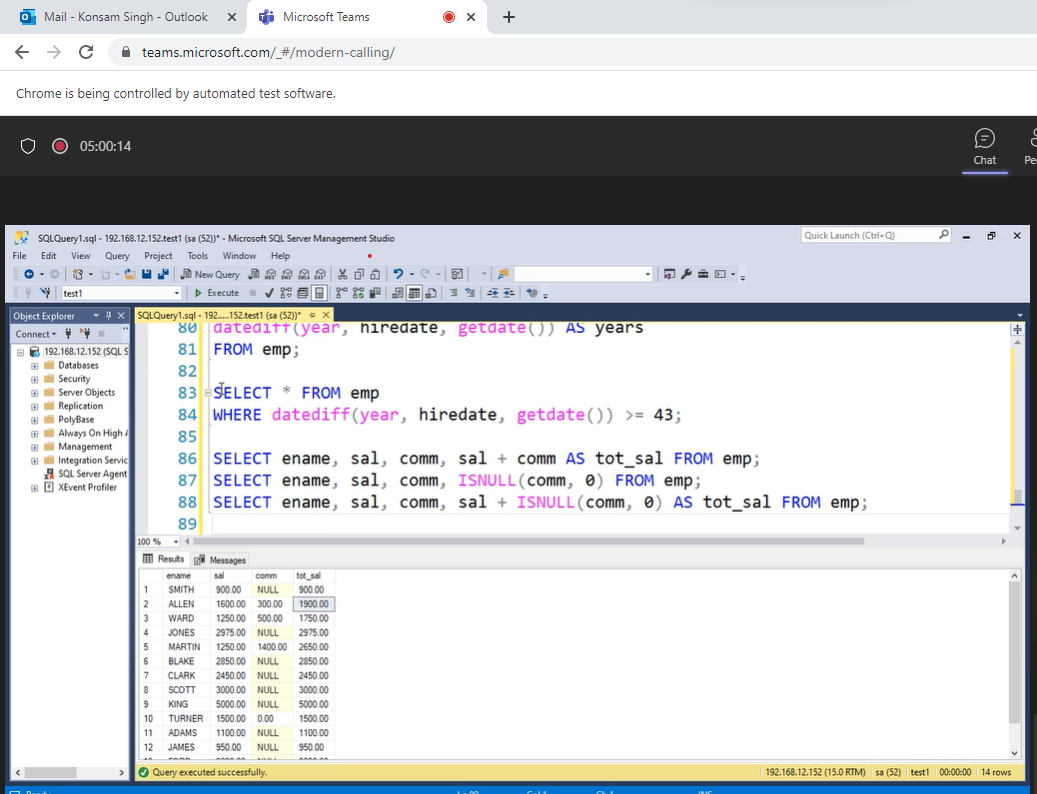 Mail - Konsam Singh - Outlook
Microsoft Teams
teams.microsoft.com/_#/modern-calling/
Chrome is being controlled by automated test software.
05:00:14
Chat
SQLQuery1.sql - 192.168.12.152.test1 (sa (52))* - Microsoft SQL Server Management Studio
Quick Launch (Ctrl+Q)
File Edit View Query Project Tools Window Help
New Query
test1
Execute
Object Explorer
SQLQuery1.sql - 192.....152.test1 (sa (52))*
Connect
192.168.12.152 (SQL S
Databases
Security
Server Objects
Replication
PolyBase
Always On High A
Management
Integration Servic
SQL Server Agent
XEvent Profiler
80 datediff(year, hiredate, getdate()) AS years
81 FROM emp;
82
83 SELECT * FROM emp
84 WHERE datediff(year, hiredate, getdate()) >= 43;
85
86 SELECT ename, sal, comm, sal + comm AS tot_sal FROM emp;
87 SELECT ename, sal, comm, ISNULL(comm, 0) FROM emp;
88 SELECT ename, sal, comm, sal + ISNULL(comm, 0) AS tot_sal FROM emp;
89
100 %
Results Messages
ename sal comm tot_sal
1 SMITH 900.00 NULL 900.00
2 ALLEN 1600.00 300.00 1900.00
3 WARD 1250.00 500.00 1750.00
4 JONES 2975.00 NULL 2975.00
5 MARTIN 1250.00 1400.00 2650.00
6 BLAKE 2850.00 NULL 2850.00
7 CLARK 2450.00 NULL 2450.00
8 SCOTT 3000.00 NULL 3000.00
9 KING 5000.00 NULL 5000.00
10 TURNER 1500.00 0.00 1500.00
11 ADAMS 1100.00 NULL 1100.00
12 JAMES 950.00 NULL 950.00
Query executed successfully.
192.168.12.152 (15.0 RTM) sa (52) test1 00:00:00 14 rows